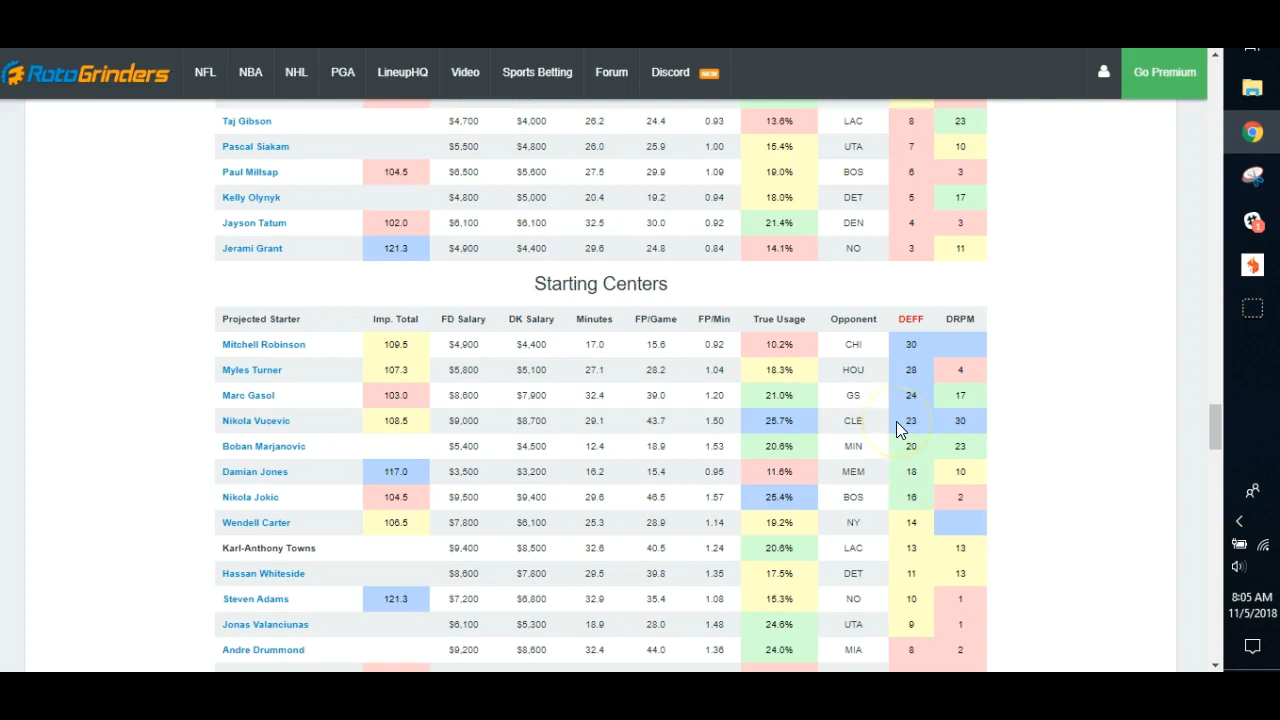 RotoGrinders NFL NBA NHL PGA LineupHQ Video Sports Betting Forum Discord NEW Go Premium
Taj Gibson $4,700 $4,000 26.2 24.4 0.93 13.6% LAC 8 23
Pascal Siakam $5,500 $4,800 26.0 25.9 1.00 15.4% UTA 7 10
Paul Millsap 104.5 $6,500 $5,600 27.5 29.9 1.09 19.0% BOS 6 3
Kelly Olynyk $4,800 $5,000 20.4 19.2 0.94 18.0% DET 5 17
Jayson Tatum 102.0 $6,100 $6,100 32.5 30.0 0.92 21.4% DEN 4 3
Jerami Grant 121.3 $4,900 $4,400 29.6 24.8 0.84 14.1% NO 3 11
Starting Centers
Projected Starter Imp. Total FD Salary DK Salary Minutes FP/Game FP/Min True Usage Opponent DEFF DRPM
Mitchell Robinson 109.5 $4,900 $4,400 17.0 15.6 0.92 10.2% CHI 30
Myles Turner 107.3 $5,800 $5,100 27.1 28.2 1.04 18.3% HOU 28 4
Marc Gasol 103.0 $8,600 $7,900 32.4 39.0 1.20 21.0% GS 24 17
Nikola Vucevic 108.5 $9,000 $8,700 29.1 43.7 1.50 25.7% CLE 23 30
Boban Marjanovic $5,400 $4,500 12.4 18.9 1.53 20.6% MIN 20 23
Damian Jones 117.0 $3,500 $3,200 16.2 15.4 0.95 11.6% MEM 18 10
Nikola Jokic 104.5 $9,500 $9,400 29.6 46.5 1.57 25.4% BOS 16 2
Wendell Carter 106.5 $7,800 $6,100 25.3 28.9 1.14 19.2% NY 14
Karl-Anthony Towns $9,400 $8,500 32.6 40.5 1.24 20.6% LAC 13 13
Hassan Whiteside $8,600 $7,800 29.5 39.8 1.35 17.5% DET 11 13
Steven Adams 121.3 $7,200 $6,800 32.9 35.4 1.08 15.3% NO 10 1
Jonas Valanciunas $6,100 $5,300 18.9 28.0 1.48 24.6% UTA 9 1
Andre Drummond $9,200 $8,600 32.4 44.0 1.36 24.0% MIA 8 2
8:05 AM
11/5/2018